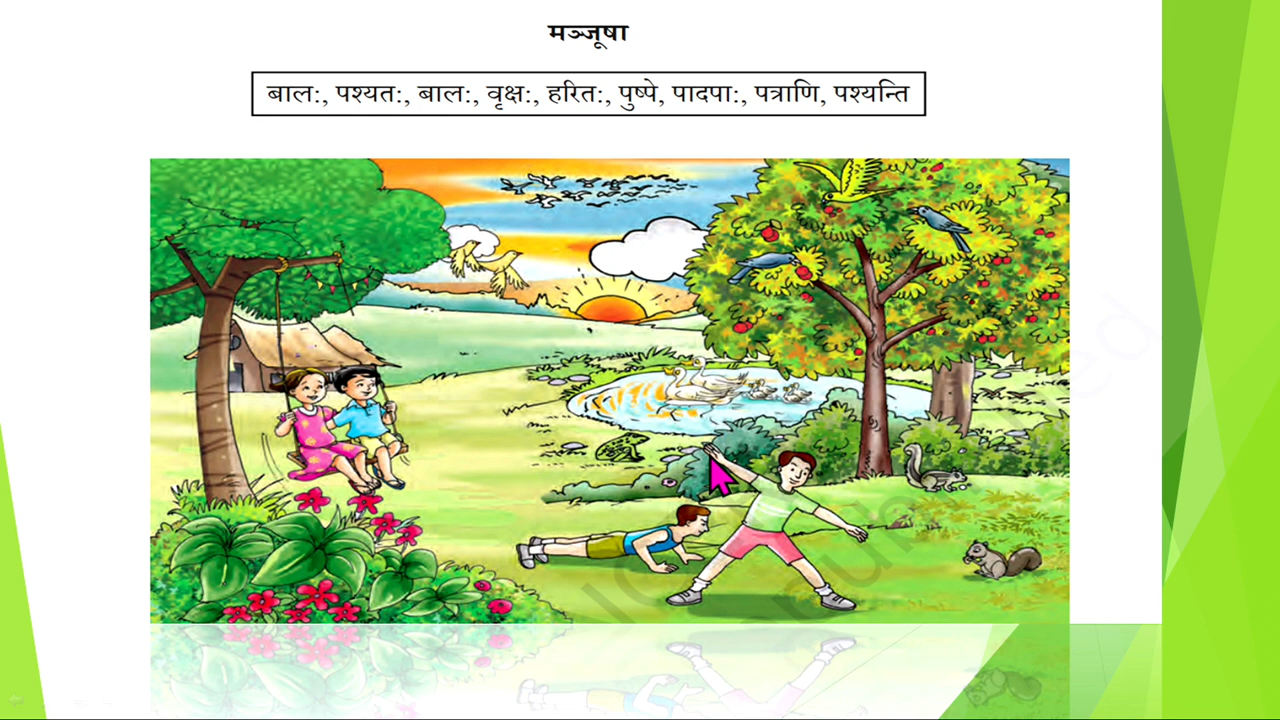 मञ्जूषा
बालः, पश्यतः, बालः, वृक्षः, हरितः, पुष्पे, पादपाः, पत्राणि, पश्यन्ति